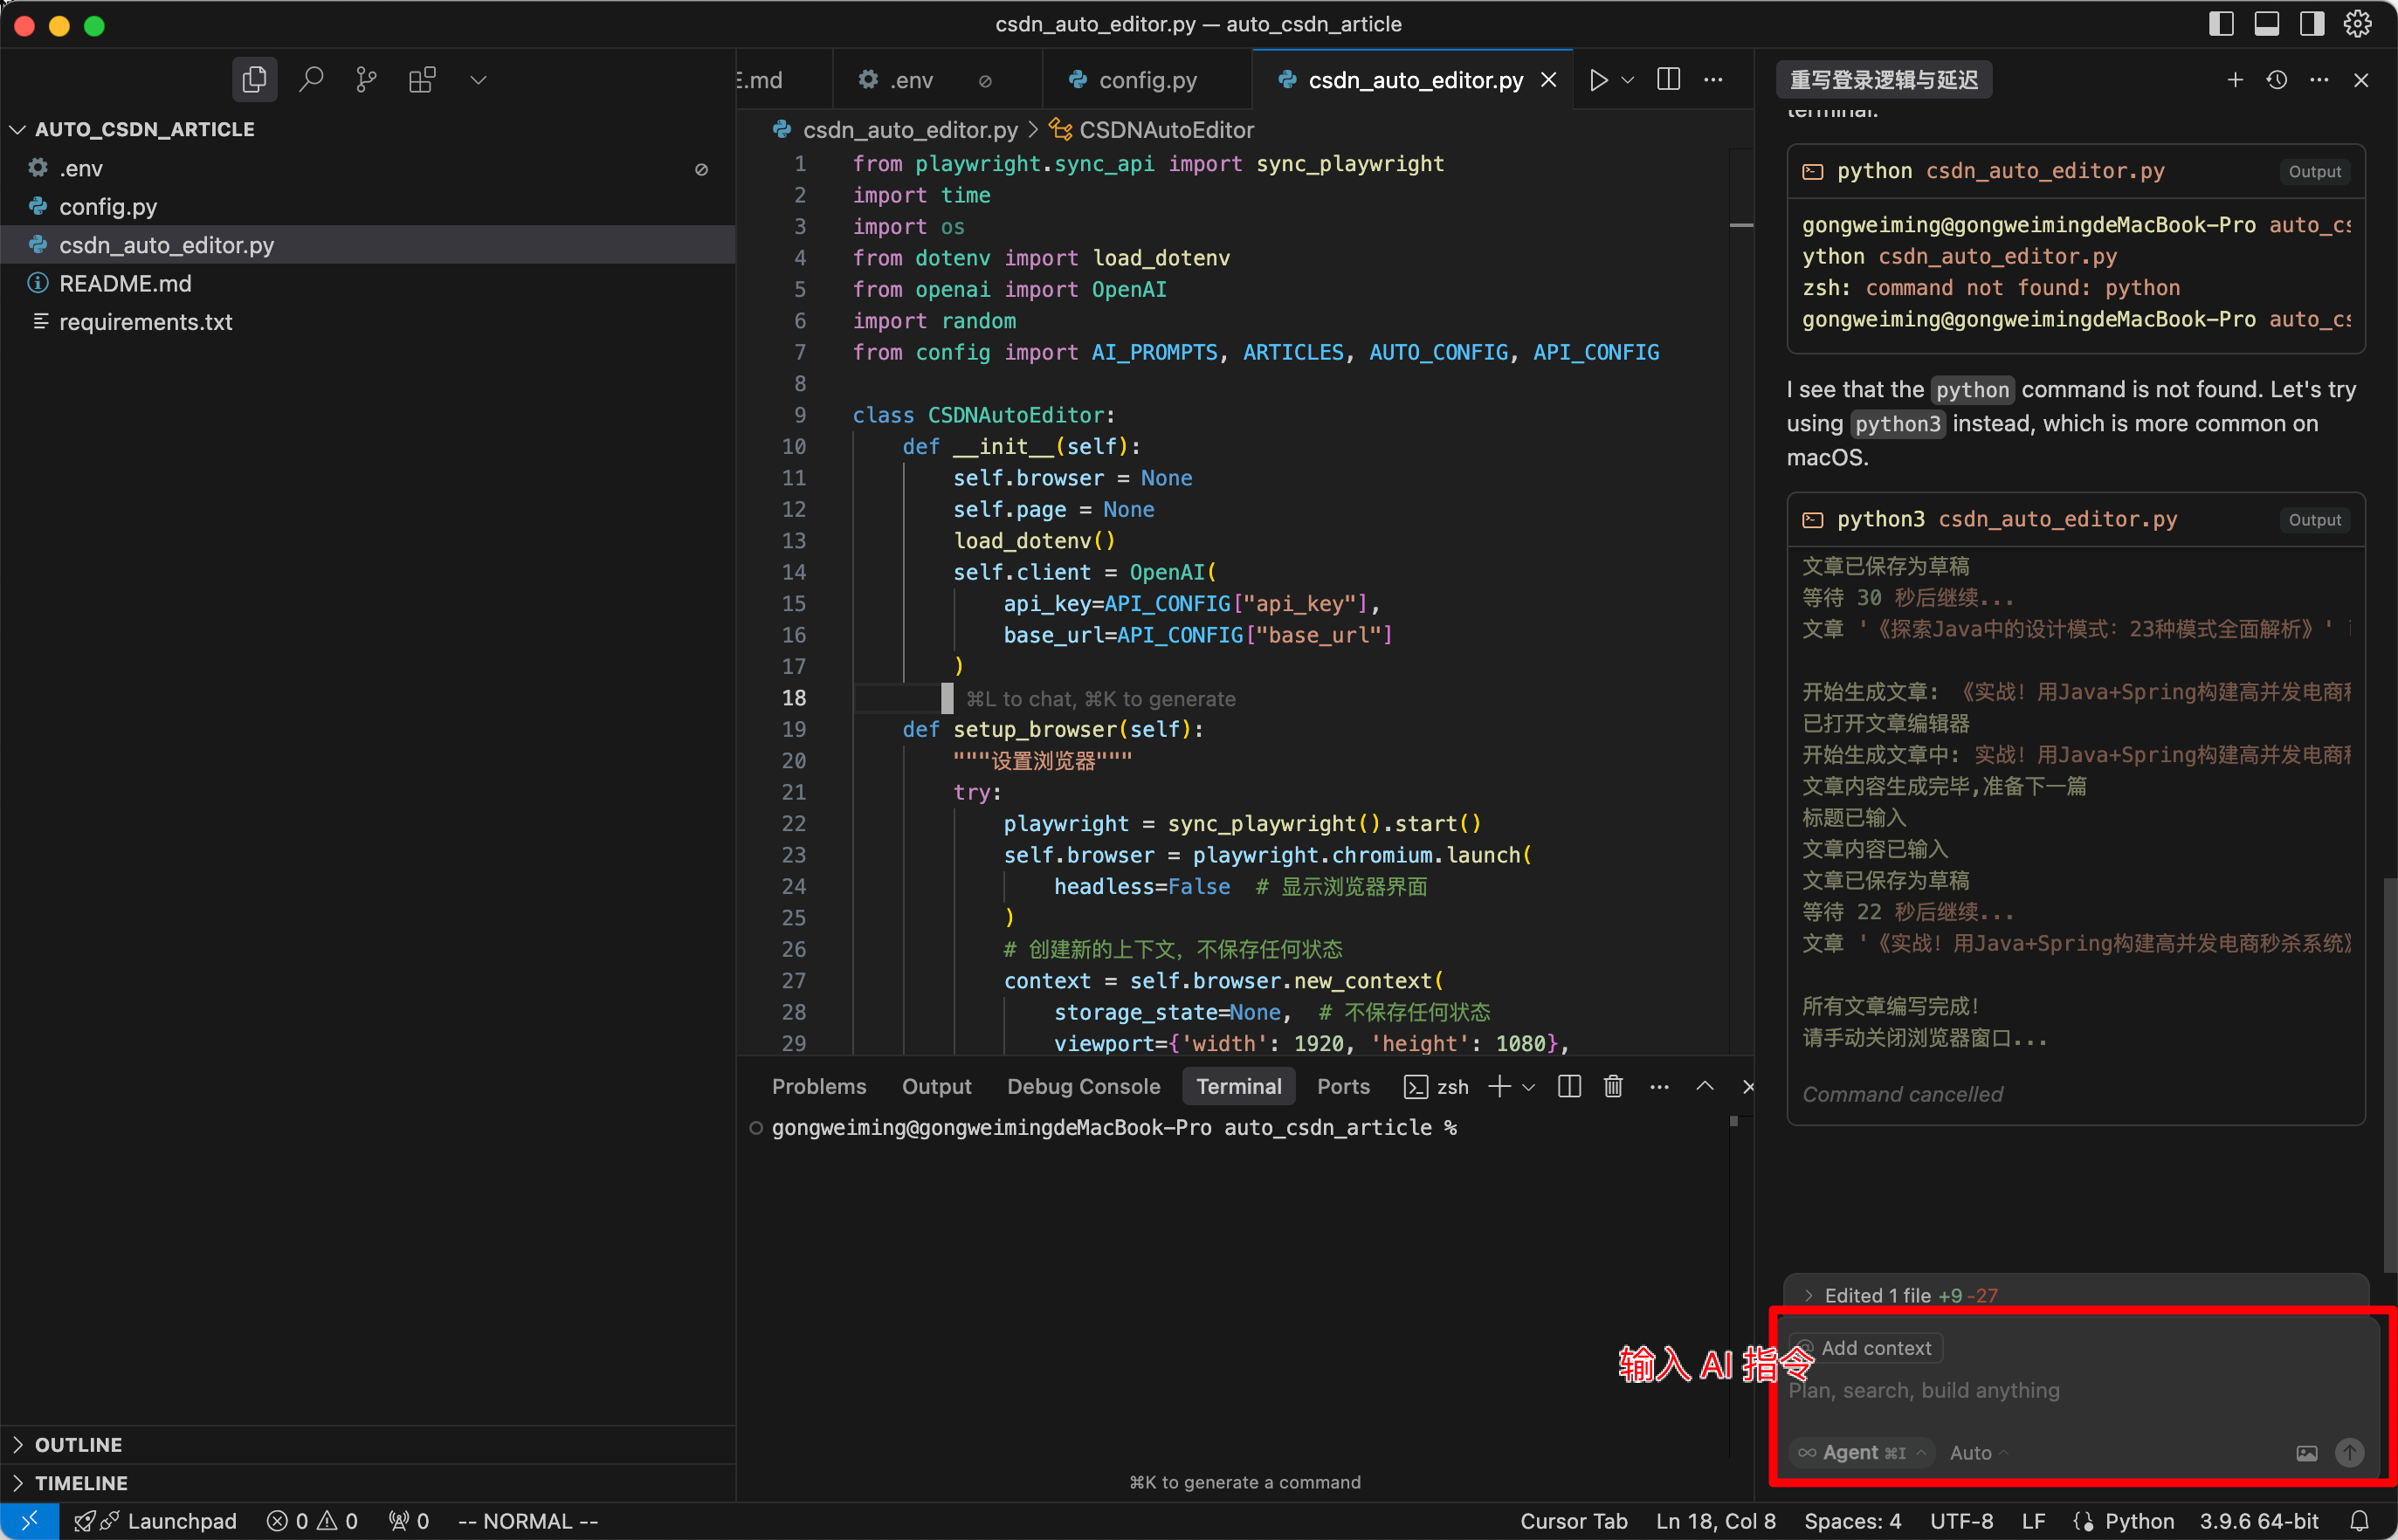 csdn_auto_editor.py — auto_csdn_article
AUTO_CSDN_ARTICLE
.env
config.py
csdn_auto_editor.py
README.md
requirements.txt
OUTLINE
TIMELINE
E.md
.env
config.py
csdn_auto_editor.py
csdn_auto_editor.py > CSDNAutoEditor
1 from playwright.sync_api import sync_playwright
2 import time
3 import os
4 from dotenv import load_dotenv
5 from openai import OpenAI
6 import random
7 from config import AI_PROMPTS, ARTICLES, AUTO_CONFIG, API_CONFIG
8
9 class CSDNAutoEditor:
10 def __init__(self):
11 self.browser = None
12 self.page = None
13 load_dotenv()
14 self.client = OpenAI(
15 api_key=API_CONFIG["api_key"],
16 base_url=API_CONFIG["base_url"]
17 )
18 ⌘L to chat, ⌘K to generate
19 def setup_browser(self):
20 """设置浏览器"""
21 try:
22 playwright = sync_playwright().start()
23 self.browser = playwright.chromium.launch(
24 headless=False # 显示浏览器界面
25 )
26 # 创建新的上下文，不保存任何状态
27 context = self.browser.new_context(
28 storage_state=None, # 不保存任何状态
29 viewport={'width': 1920, 'height': 1080},
Problems Output Debug Console Terminal Ports zsh
gongweiming@gongweimingdeMacBook-Pro auto_csdn_article %
⌘K to generate a command
重写登录逻辑与延迟
terminal.
python csdn_auto_editor.py Output
gongweiming@gongweimingdeMacBook-Pro auto_cs
ython csdn_auto_editor.py
zsh: command not found: python
gongweiming@gongweimingdeMacBook-Pro auto_cs
I see that the python command is not found. Let's try
using python3 instead, which is more common on
macOS.
python3 csdn_auto_editor.py Output
文章已保存为草稿
等待 30 秒后继续...
文章 '《探索Java中的设计模式：23种模式全面解析》'
开始生成文章: 《实战！用Java+Spring构建高并发电商
已打开文章编辑器
开始生成文章中: 实战！用Java+Spring构建高并发电商
文章内容生成完毕,准备下一篇
标题已输入
文章内容已输入
文章已保存为草稿
等待 22 秒后继续...
文章 '《实战！用Java+Spring构建高并发电商秒杀系统》
所有文章编写完成!
请手动关闭浏览器窗口...
Command cancelled
Edited 1 file +9 -27
@ Add context
输入 AI 指令
Plan, search, build anything
∞ Agent ⌘I Auto
Launchpad 0 0 0 -- NORMAL -- Cursor Tab Ln 18, Col 8 Spaces: 4 UTF-8 LF Python 3.9.6 64-bit